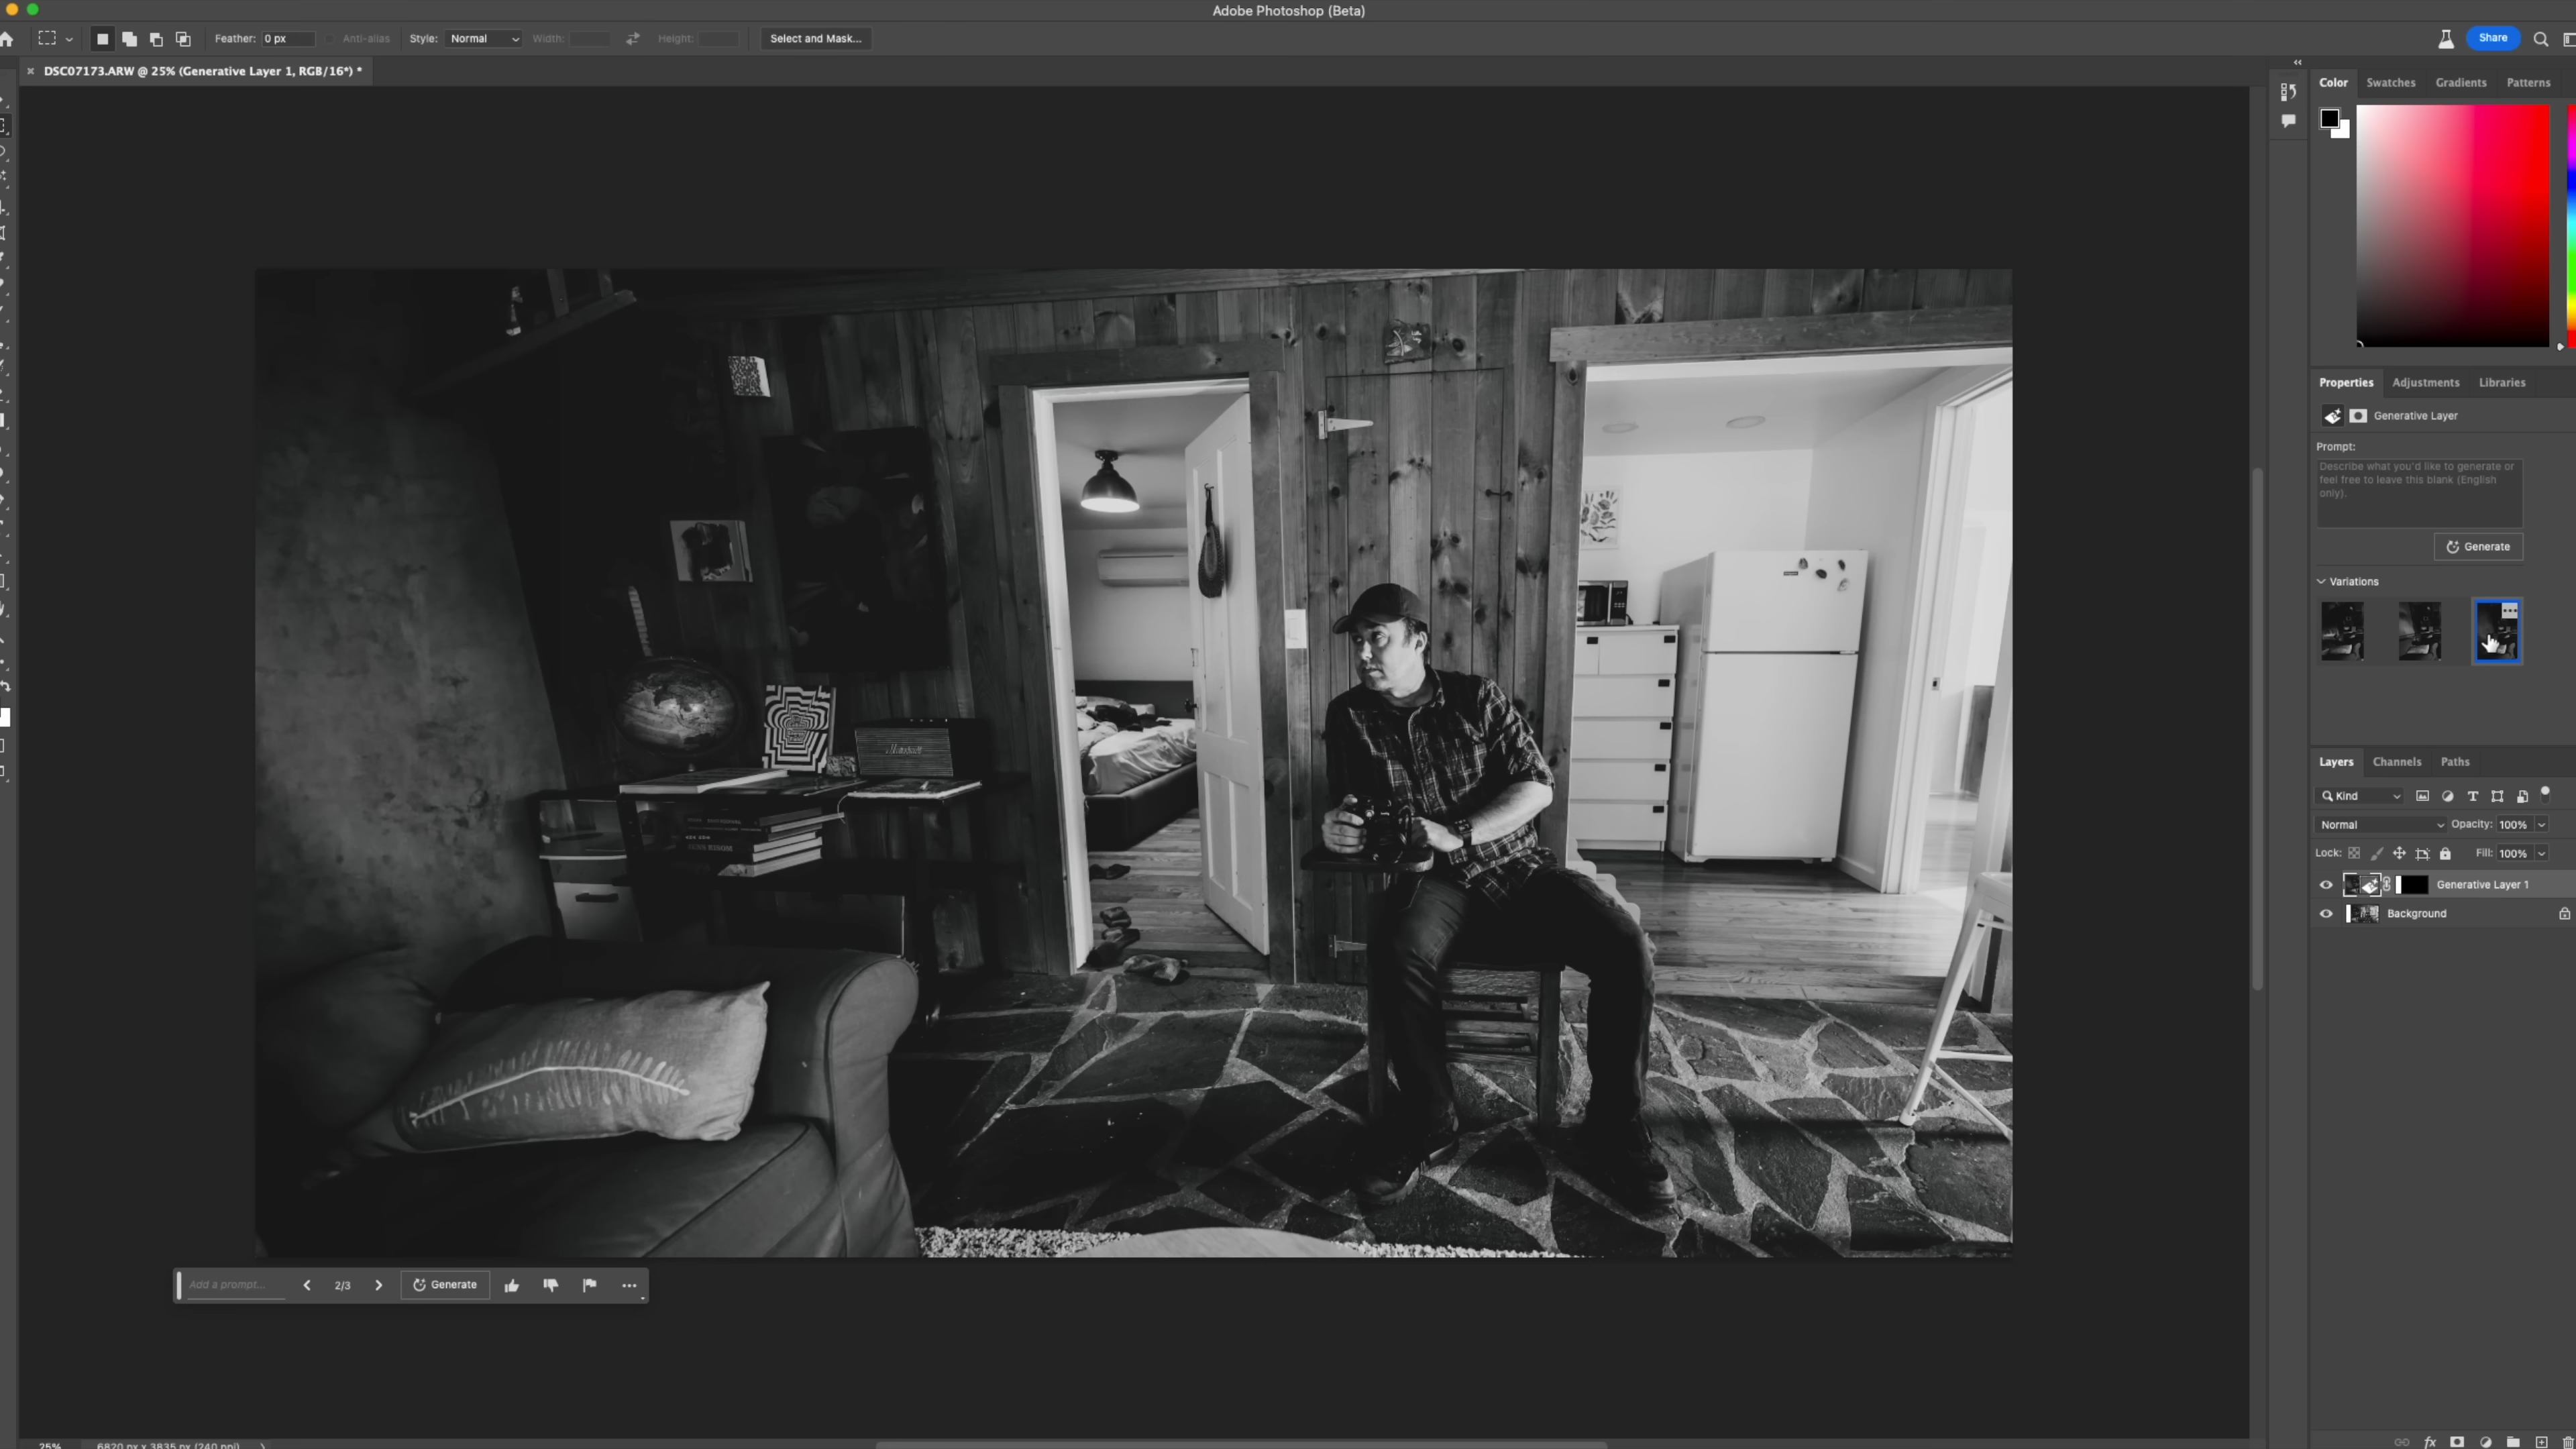 Adobe Photoshop (Beta)
Feather: 0 px Anti-alias Style: Normal Width: Height: Select and Mask... Share
× DSC07173.ARW @ 25% (Generative Layer 1, RGB/16*) *
Color Swatches Gradients Patterns
Properties Adjustments Libraries
Generative Layer
Prompt:
Describe what you'd like to generate or
feel free to leave this blank (English
only).
Generate
Variations
Marshall
Layers Channels Paths
Kind
Normal Opacity: 100%
Lock: Fill: 100%
Generative Layer 1
Background
Add a prompt... 2/3 Generate
25% 6820 px x 3835 px (240 ppi)